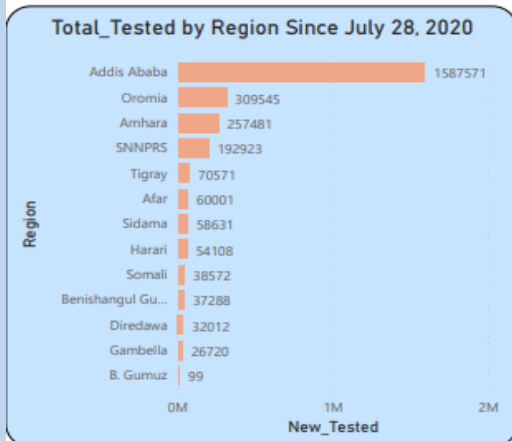 Total_Tested by Region Since July 28, 2020
Region
Addis Ababa 1587571
Oromia 309545
Amhara 257481
SNNPRS 192923
Tigray 70571
Afar 60001
Sidama 58631
Harari 54108
Somali 38572
Benishangul Gu... 37288
Diredawa 32012
Gambella 26720
B. Gumuz 99
0M 1M 2M
New_Tested